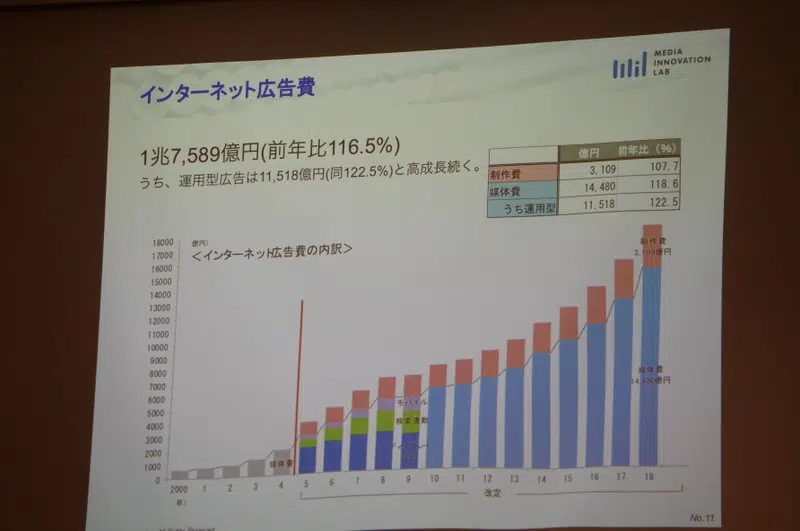 MEDIA
INNOVATION
LAB
インターネット広告費
1兆7,589億円(前年比116.5%)
うち、運用型広告は11,518億円(同122.5%)と高成長続く。
億円 前年比（%）
制作費 3,109 107.7
媒体費 14,480 118.6
うち運用型 11,518 122.5
＜インターネット広告費の内訳＞
億円)
18000
17000
16000
15000
14000
13000
12000
11000
10000
9000
8000
7000
6000
5000
4000
3000
2000
1000
0
制作費
3,109億円
媒体費
14,480億円
モバイル
検索連動
媒体費
2000 1 2 3 4 5 6 7 8 9 10 11 12 13 14 15 16 17 18
改定
No.11